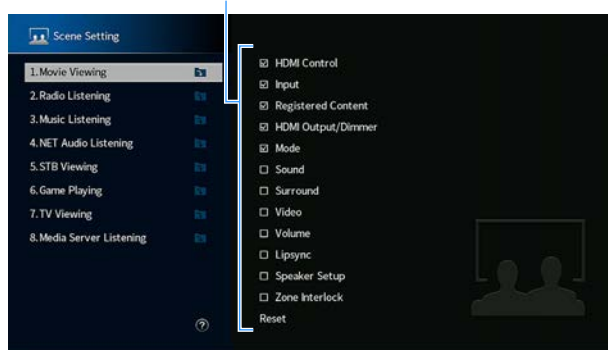 Scene Setting
1.Movie Viewing
2.Radio Listening
3.Music Listening
4.NET Audio Listening
5.STB Viewing
6.Game Playing
7.TV Viewing
8.Media Server Listening
?
HDMI Control
Input
Registered Content
HDMI Output/Dimmer
Mode
Sound
Surround
Video
Volume
Lipsync
Speaker Setup
Zone Interlock
Reset